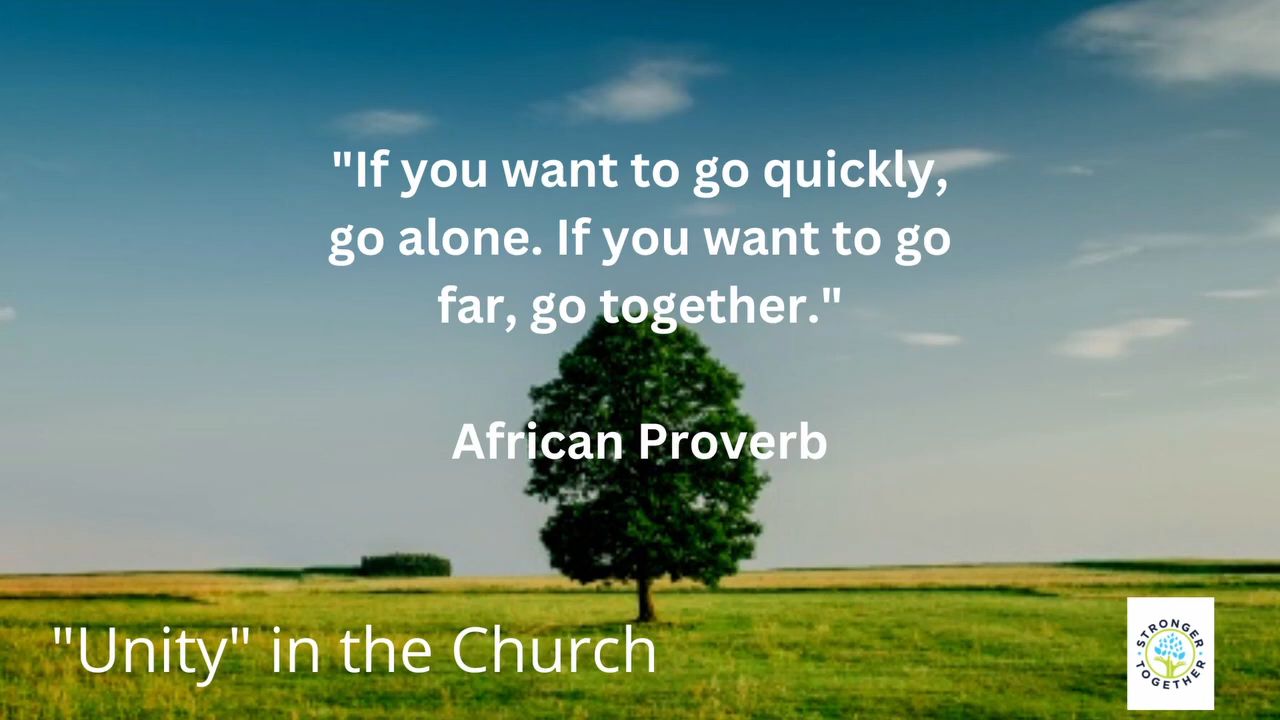 "If you want to go quickly,
go alone. If you want to go
far, go together."
African Proverb
"Unity" in the Church
STRONGER
TOGETHER